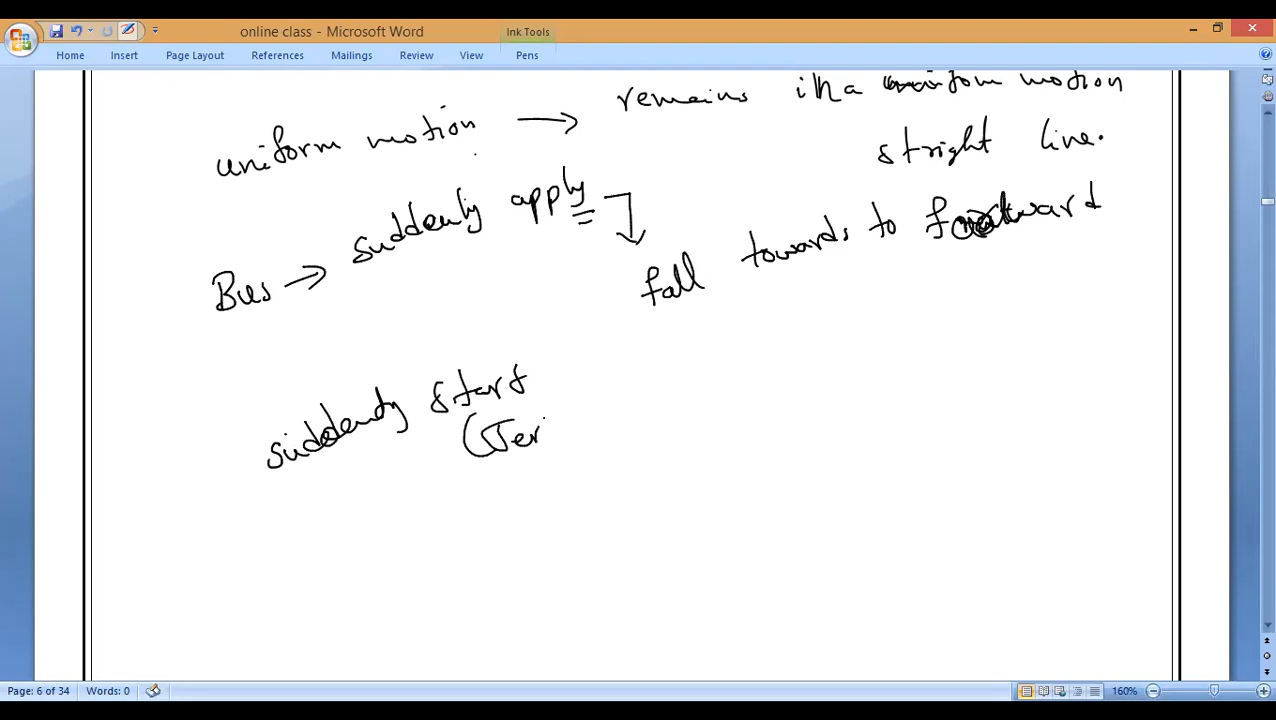 online class - Microsoft Word
Ink Tools
Home Insert Page Layout References Mailings Review View Pens
remains in a uniform motion
uniform motion → stright line.
Bus → suddenly apply
fall towards to forward
suddenly start
(Jer
Page: 6 of 34 Words: 0 160%